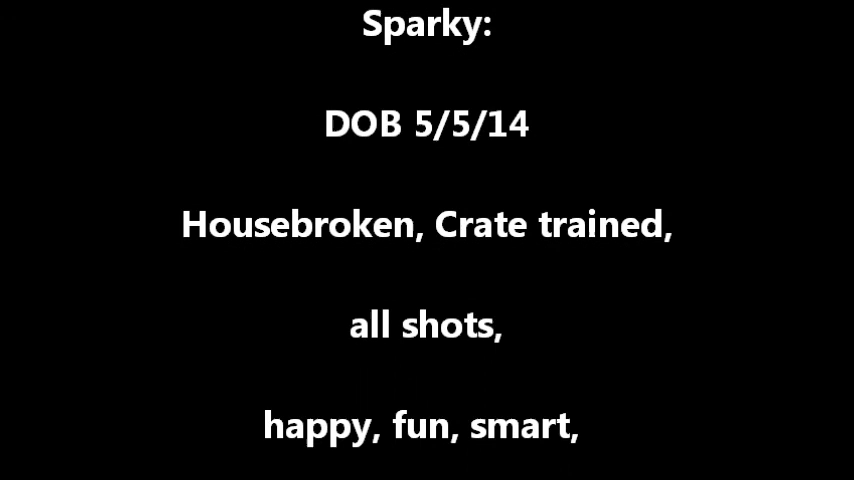 Sparky:
DOB 5/5/14
Housebroken, Crate trained,
all shots,
happy, fun, smart,